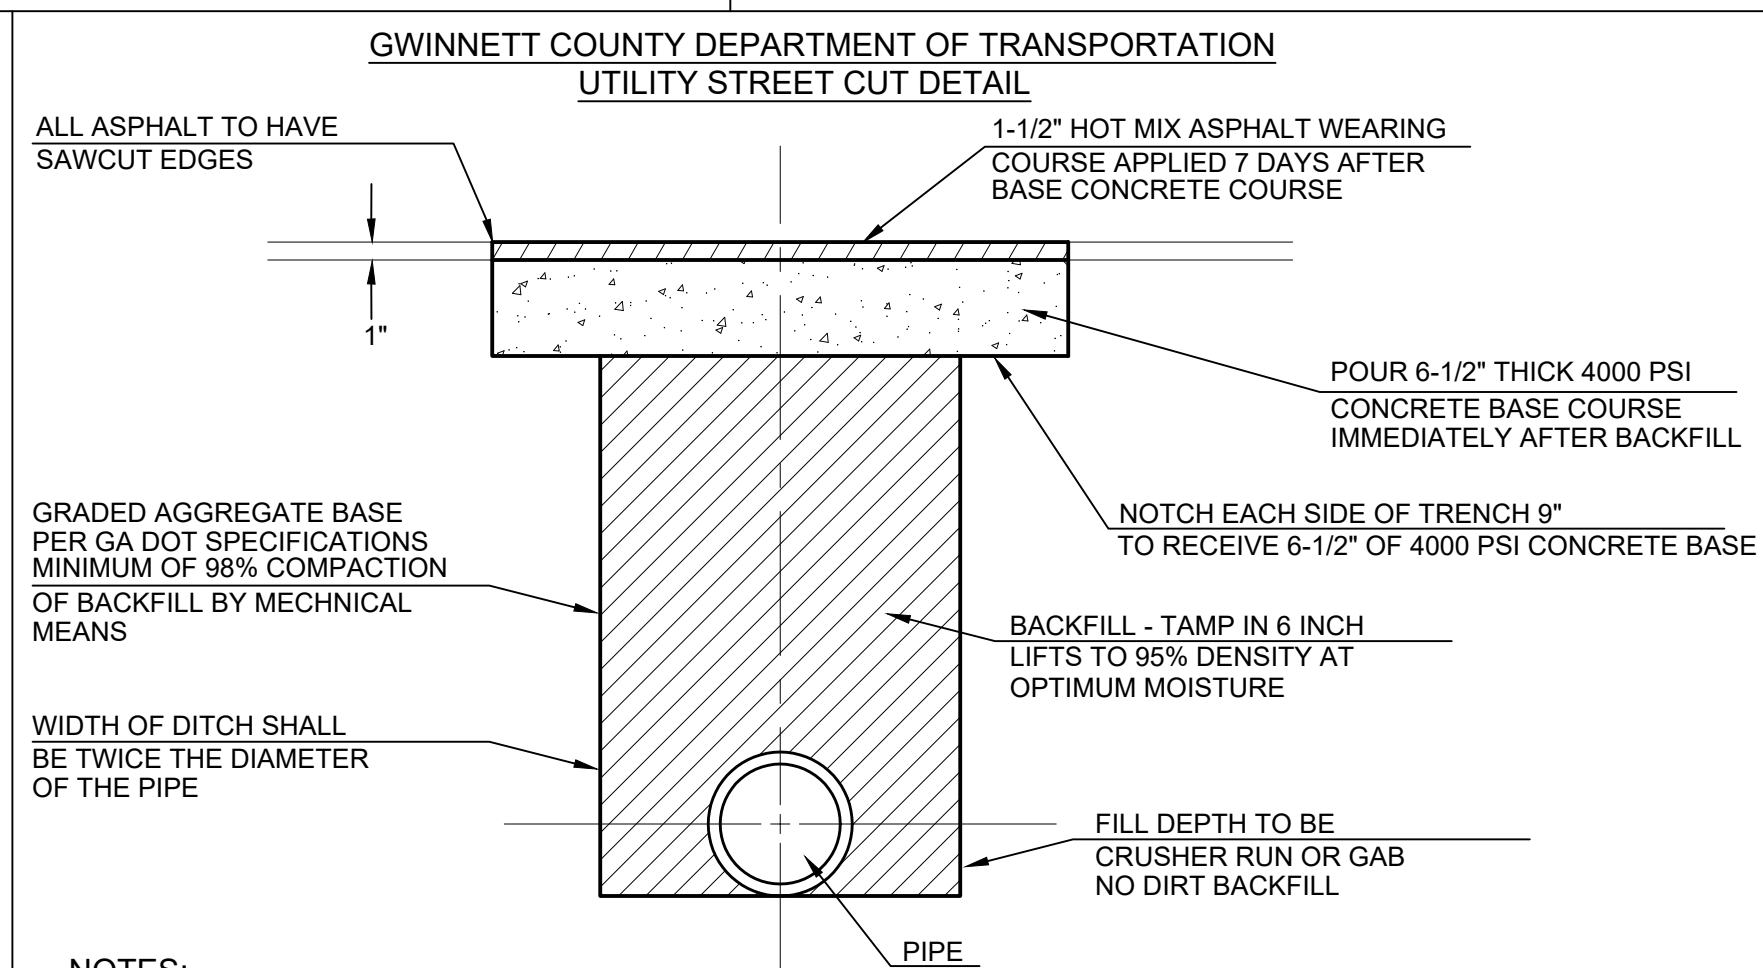 GWINNETT COUNTY DEPARTMENT OF TRANSPORTATION
UTILITY STREET CUT DETAIL
ALL ASPHALT TO HAVE
SAWCUT EDGES
1-1/2" HOT MIX ASPHALT WEARING
COURSE APPLIED 7 DAYS AFTER
BASE CONCRETE COURSE
1"
POUR 6-1/2" THICK 4000 PSI
CONCRETE BASE COURSE
IMMEDIATELY AFTER BACKFILL
GRADED AGGREGATE BASE
PER GA DOT SPECIFICATIONS
MINIMUM OF 98% COMPACTION
OF BACKFILL BY MECHNICAL
MEANS
NOTCH EACH SIDE OF TRENCH 9"
TO RECEIVE 6-1/2" OF 4000 PSI CONCRETE BASE
BACKFILL - TAMP IN 6 INCH
LIFTS TO 95% DENSITY AT
OPTIMUM MOISTURE
WIDTH OF DITCH SHALL
BE TWICE THE DIAMETER
OF THE PIPE
FILL DEPTH TO BE
CRUSHER RUN OR GAB
NO DIRT BACKFILL
PIPE
NOTES: